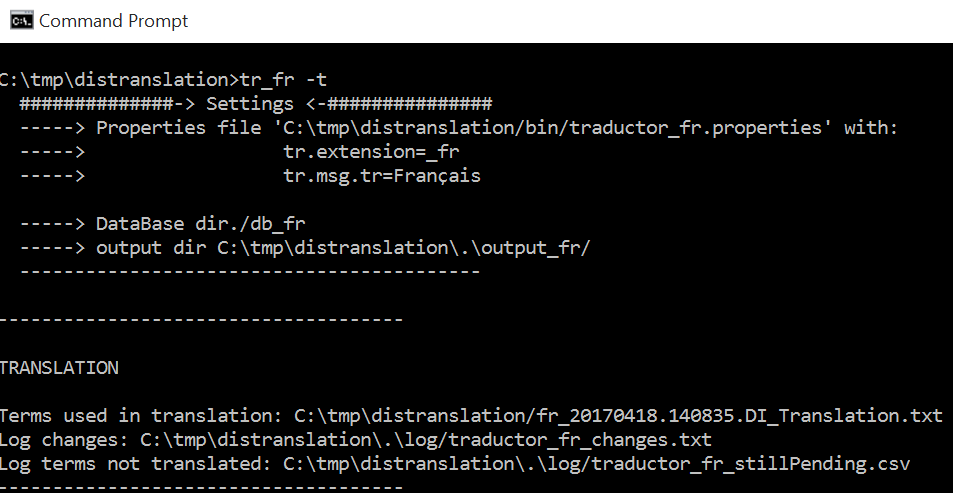 Command Prompt
C:\tmp\distranslation>tr_fr -t
##############-> Settings <-###############
-----> Properties file 'C:\tmp\distranslation/bin/traductor_fr.properties' with:
-----> tr.extension=_fr
-----> tr.msg.tr=Français
-----> DataBase dir./db_fr
-----> output dir C:\tmp\distranslation\.\output_fr/
------------------------------------------
-------------------------------------
TRANSLATION
Terms used in translation: C:\tmp\distranslation/fr_20170418.140835.DI_Translation.txt
Log changes: C:\tmp\distranslation\.\log/traductor_fr_changes.txt
Log terms not translated: C:\tmp\distranslation\.\log/traductor_fr_stillPending.csv
-------------------------------------